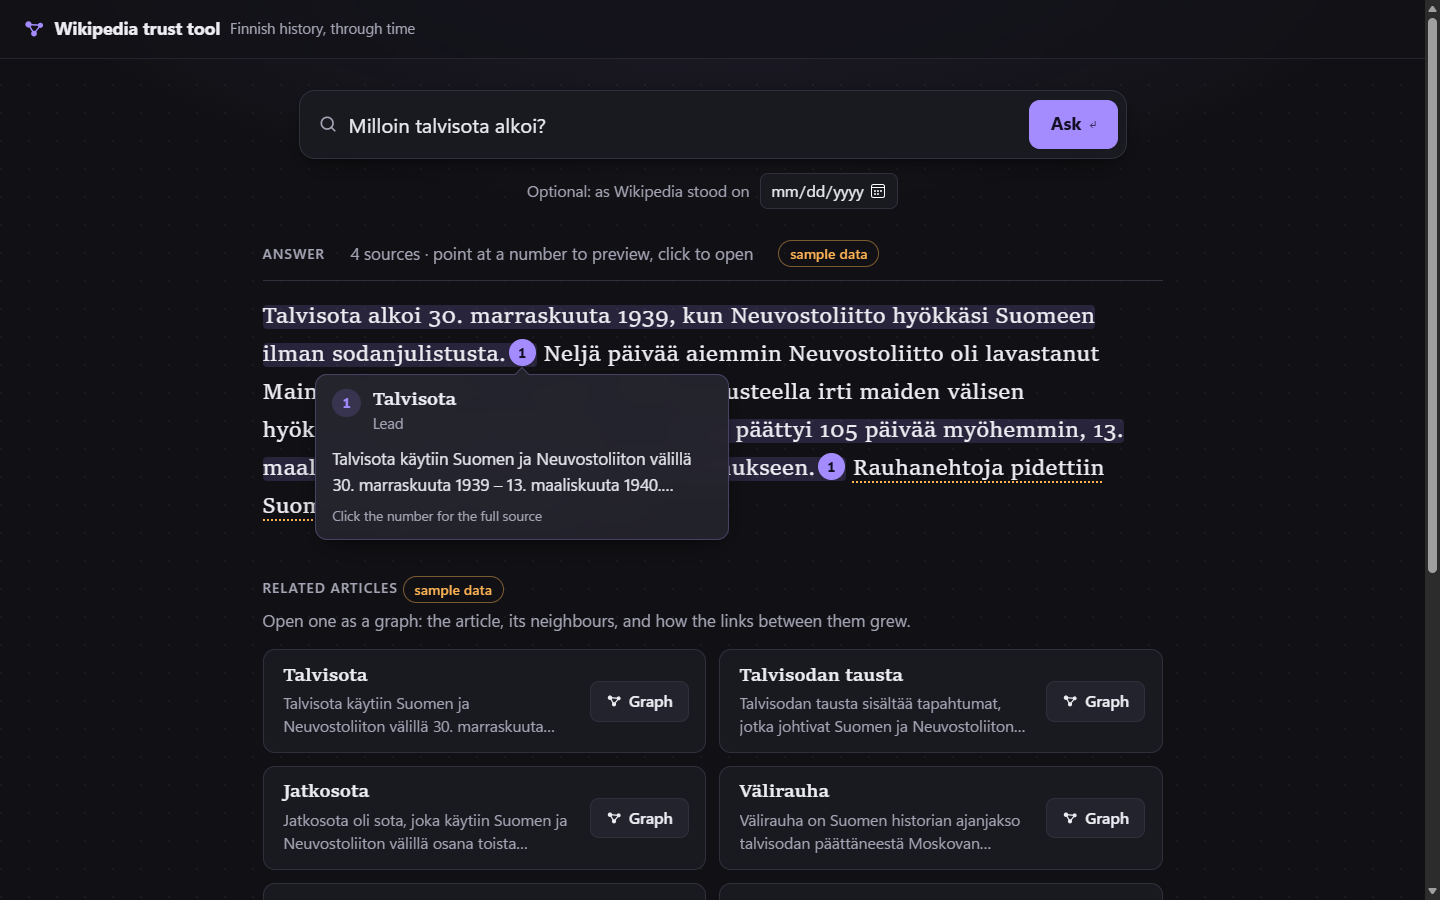 Wikipedia trust tool Finnish history, through time
Milloin talvisota alkoi?
Ask
Optional: as Wikipedia stood on mm/dd/yyyy
ANSWER 4 sources · point at a number to preview, click to open sample data
Talvisota alkoi 30. marraskuuta 1939, kun Neuvostoliitto hyökkäsi Suomeen
ilman sodanjulistusta. 1 Neljä päivää aiemmin Neuvostoliitto oli lavastanut
irti maiden välisen
päättyi 105 päivää myöhemmin, 13.
1 Rauhanehtoja pidettiin
1 Talvisota
Lead
Talvisota käytiin Suomen ja Neuvostoliiton välillä
30. marraskuuta 1939 – 13. maaliskuuta 1940....
Click the number for the full source
RELATED ARTICLES sample data
Open one as a graph: the article, its neighbours, and how the links between them grew.
Talvisota
Talvisota käytiin Suomen ja
Neuvostoliiton välillä 30. marraskuuta...
Graph
Talvisodan tausta
Talvisodan tausta sisältää tapahtumat,
jotka johtivat Suomen ja Neuvostoliiton...
Graph
Jatkosota
Jatkosota oli sota, joka käytiin Suomen ja
Neuvostoliiton välillä osana toista...
Graph
Välirauha
Välirauha on Suomen historian ajanjakso
talvisodan päättäneestä Moskovan...
Graph